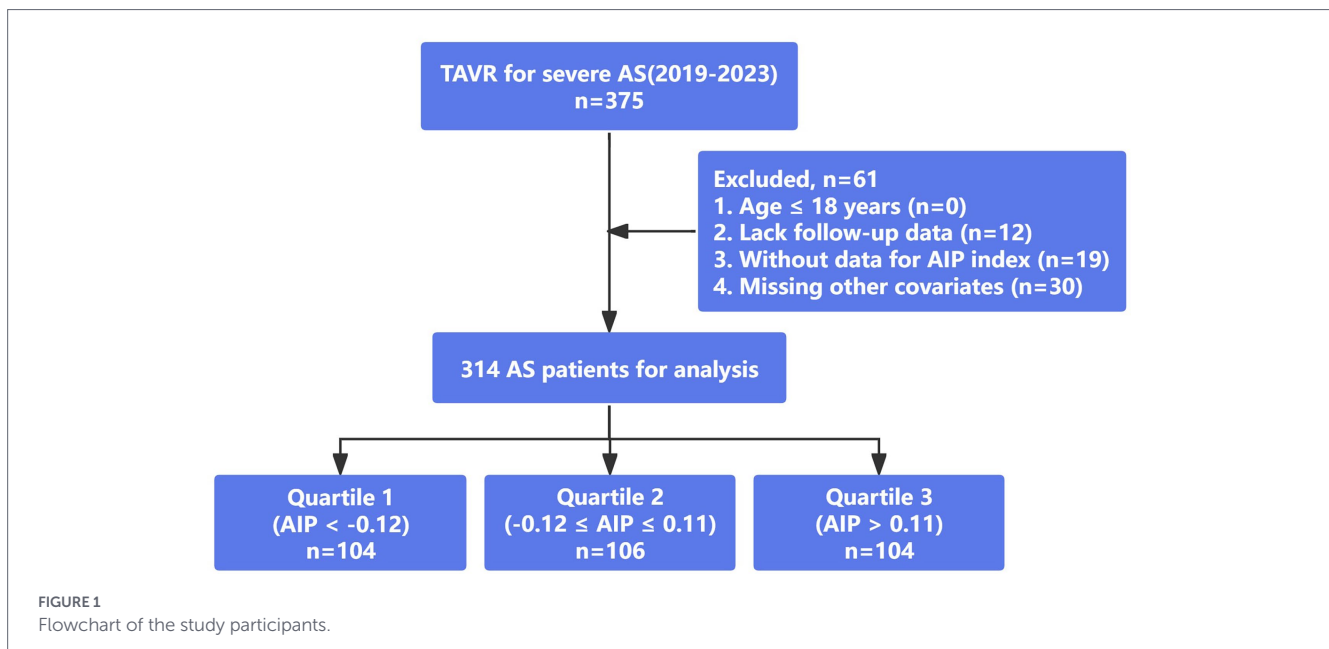 TAVR for severe AS(2019-2023)
n=375
Excluded, n=61
1. Age ≤ 18 years (n=0)
2. Lack follow-up data (n=12)
3. Without data for AIP index (n=19)
4. Missing other covariates (n=30)
314 AS patients for analysis
Quartile 1
(AIP < -0.12)
n=104
Quartile 2
(-0.12 ≤ AIP ≤ 0.11)
n=106
Quartile 3
(AIP > 0.11)
n=104
FIGURE 1
Flowchart of the study participants.